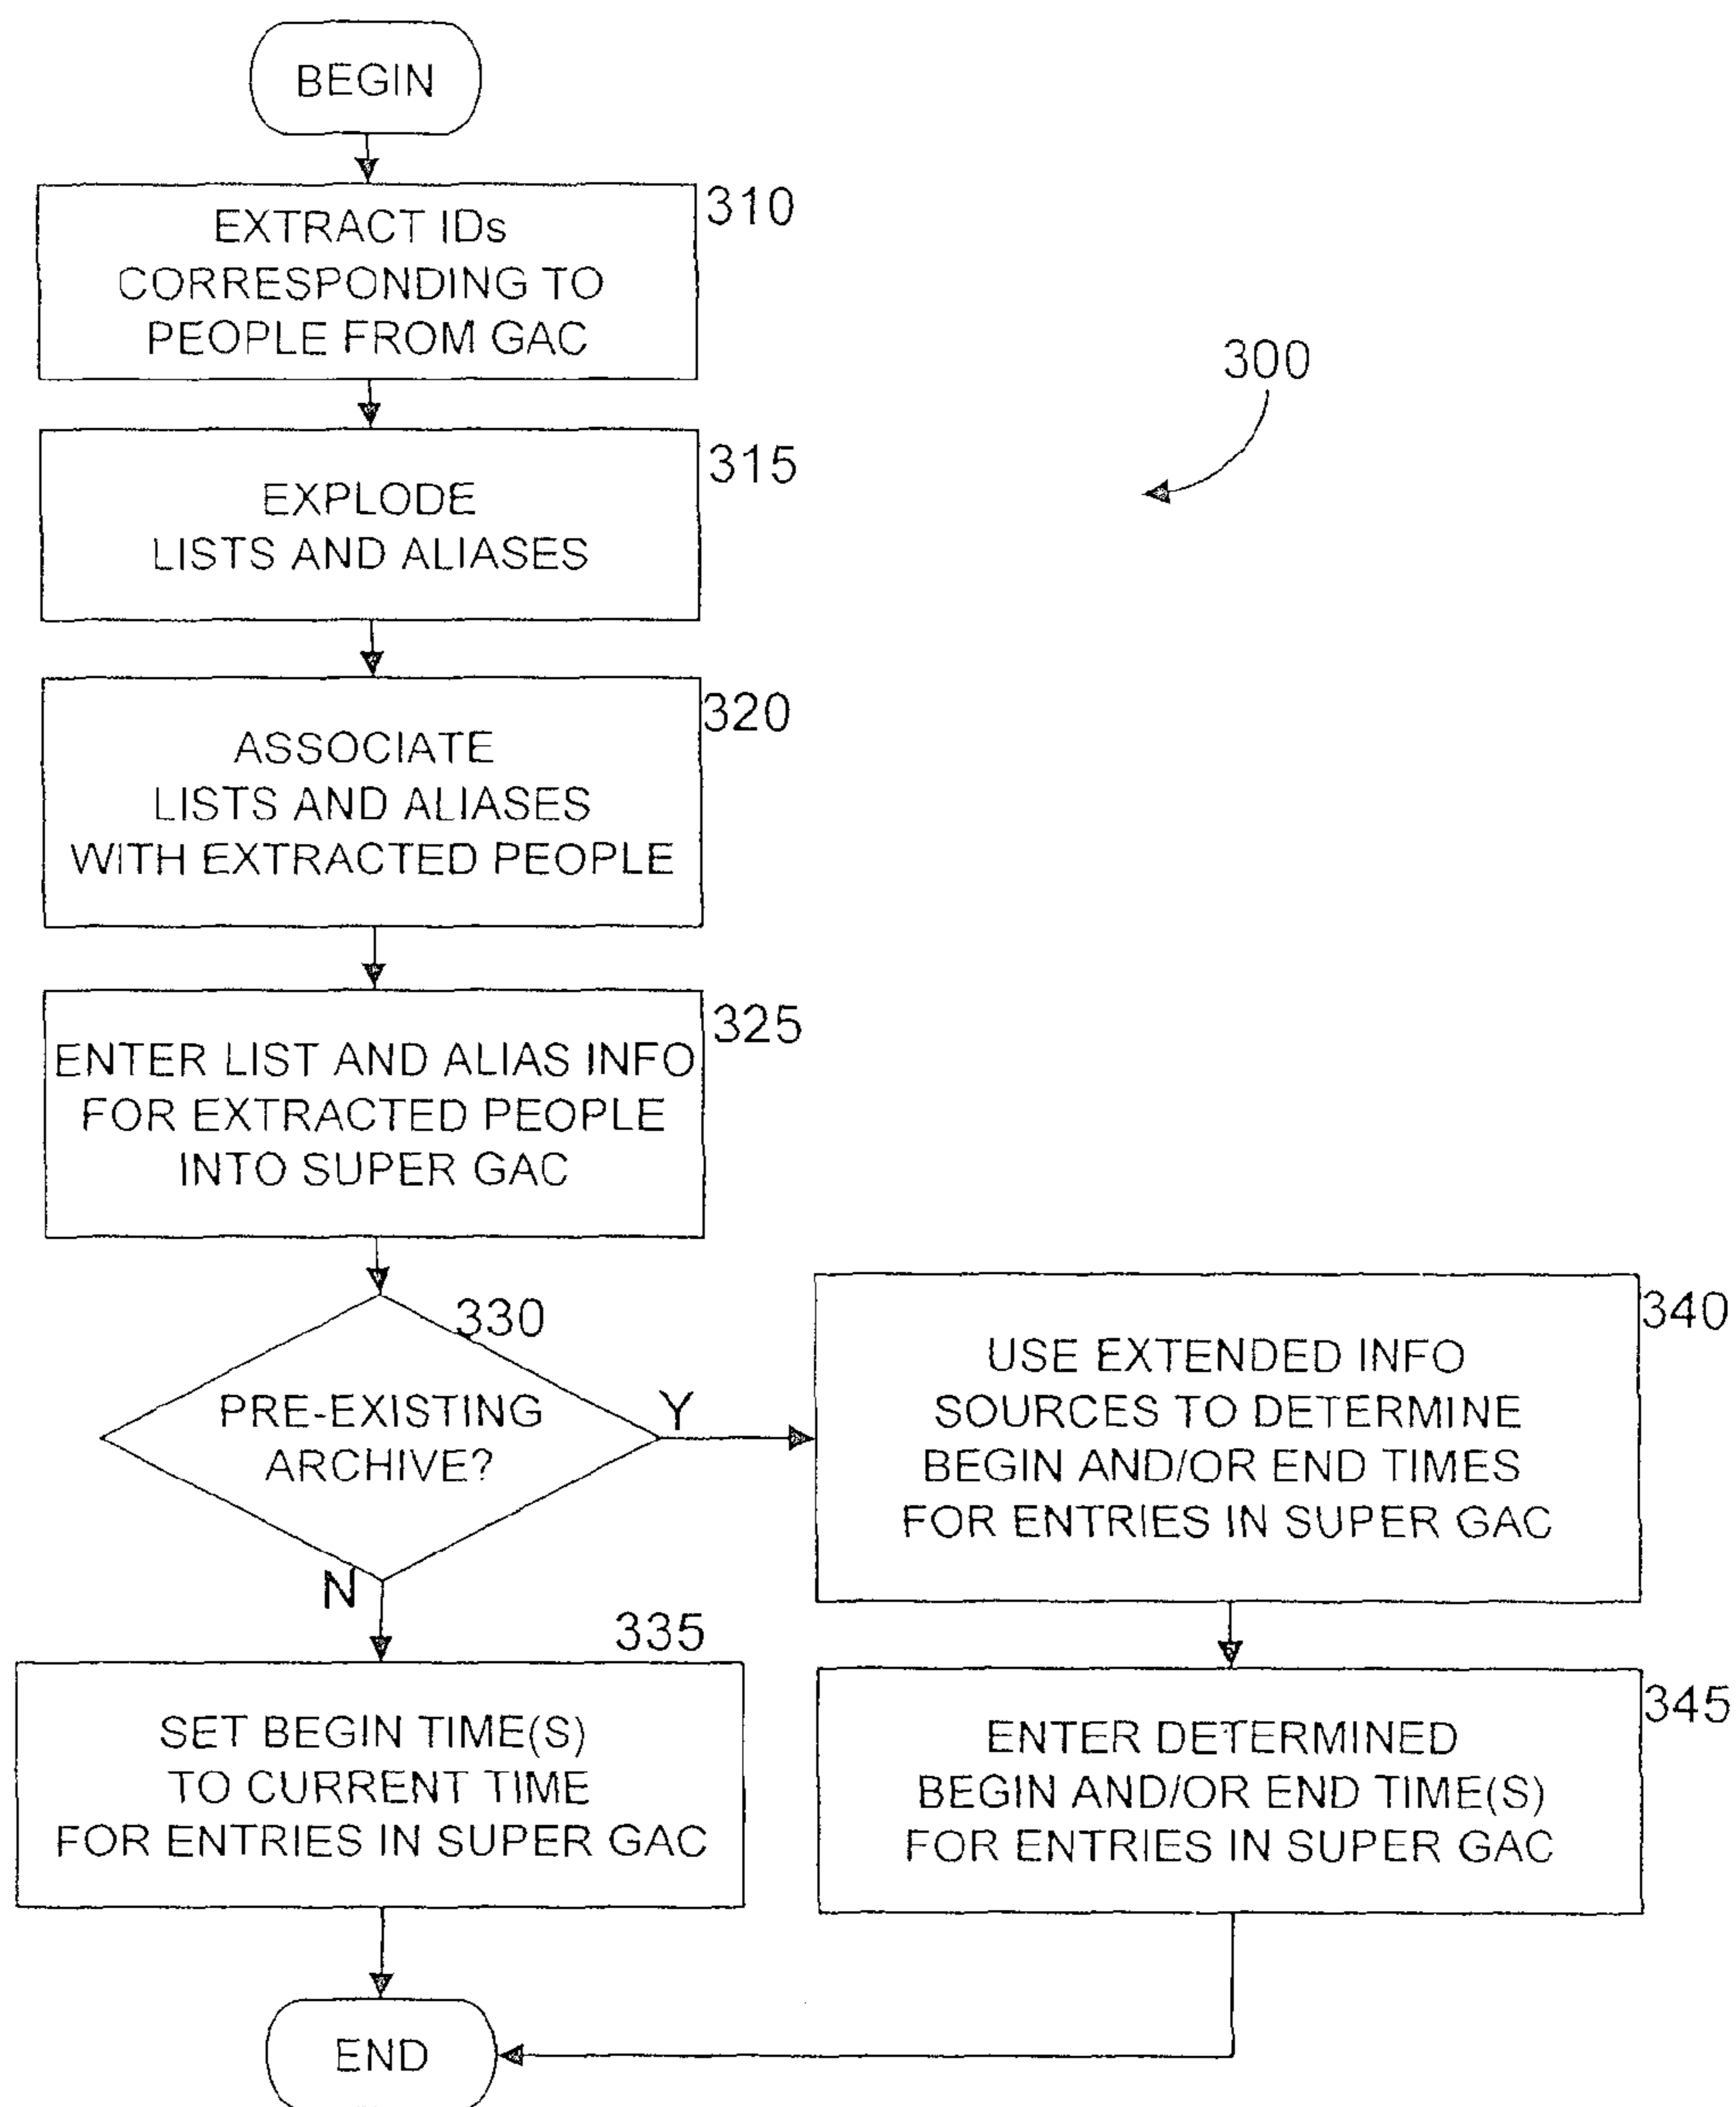 BEGIN
310
EXTRACT IDs
CORRESPONDING TO
PEOPLE FROM GAC
300
315
EXPLODE
LISTS AND ALIASES
320
ASSOCIATE
LISTS AND ALIASES
WITH EXTRACTED PEOPLE
325
ENTER LIST AND ALIAS INFO
FOR EXTRACTED PEOPLE
INTO SUPER GAC
330
PRE-EXISTING
ARCHIVE?
Y
N
340
USE EXTENDED INFO
SOURCES TO DETERMINE
BEGIN AND/OR END TIMES
FOR ENTRIES IN SUPER GAC
335
SET BEGIN TIME(S)
TO CURRENT TIME
FOR ENTRIES IN SUPER GAC
345
ENTER DETERMINED
BEGIN AND/OR END TIME(S)
FOR ENTRIES IN SUPER GAC
END